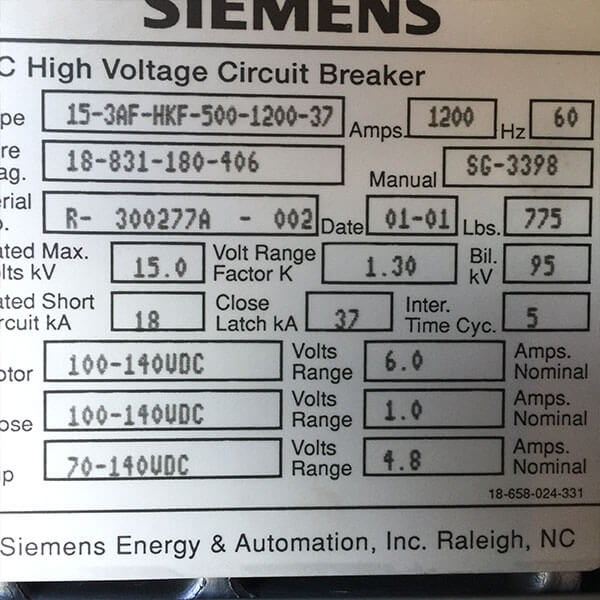 SIEMENS
C High Voltage Circuit Breaker
pe 15-3AF-HKF-500-1200-37 Amps. 1200 Hz 60
re ag. 18-831-180-406 Manual SG-3398
rial o. R- 300277A - 002 Date 01-01 Lbs. 775
ated Max. lts kV 15.0 Volt Range Factor K 1.30 Bil. kV 95
ated Short rcuit kA 18 Close Latch kA 37 Inter. Time Cyc. 5
otor 100-140VDC Volts Range 6.0 Amps. Nominal
ose 100-140VDC Volts Range 1.0 Amps. Nominal
ip 70-140VDC Volts Range 4.8 Amps. Nominal
18-658-024-331
Siemens Energy & Automation, Inc. Raleigh, NC